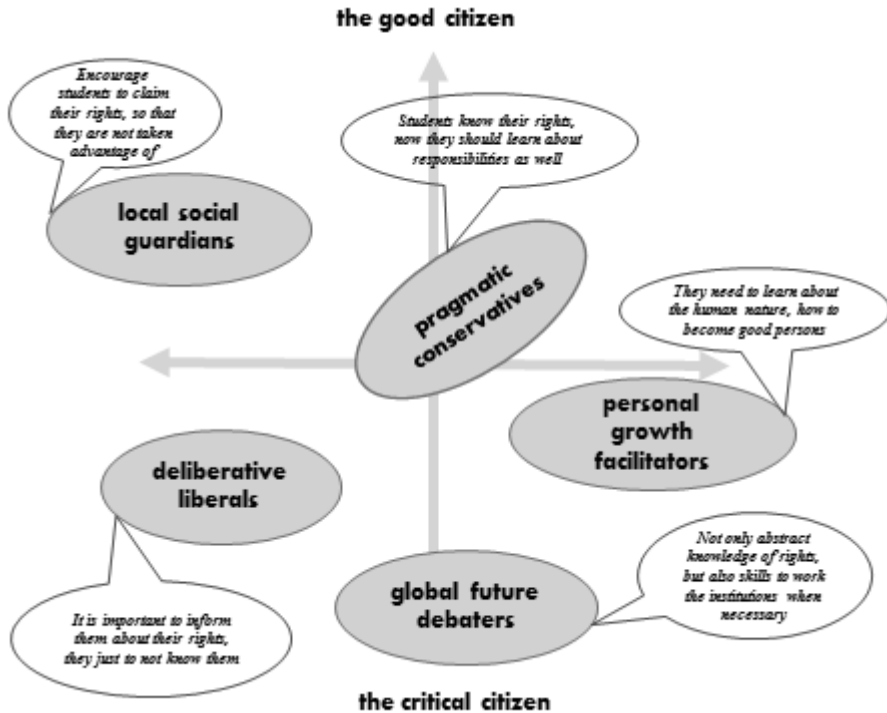 the good citizen
Encourage
students to claim
their rights, so that
they are not taken
advantage of
Students know their rights,
now they should learn about
responsibilities as well
local social
guardians
pragmatic
conservatives
They need to learn about
the human nature, how to
become good persons
personal
growth
facilitators
deliberative
liberals
Not only abstract
knowledge of rights,
but also skills to work
the institutions when
necessary
global future
debaters
It is important to inform
them about their rights,
they just to not know them
the critical citizen